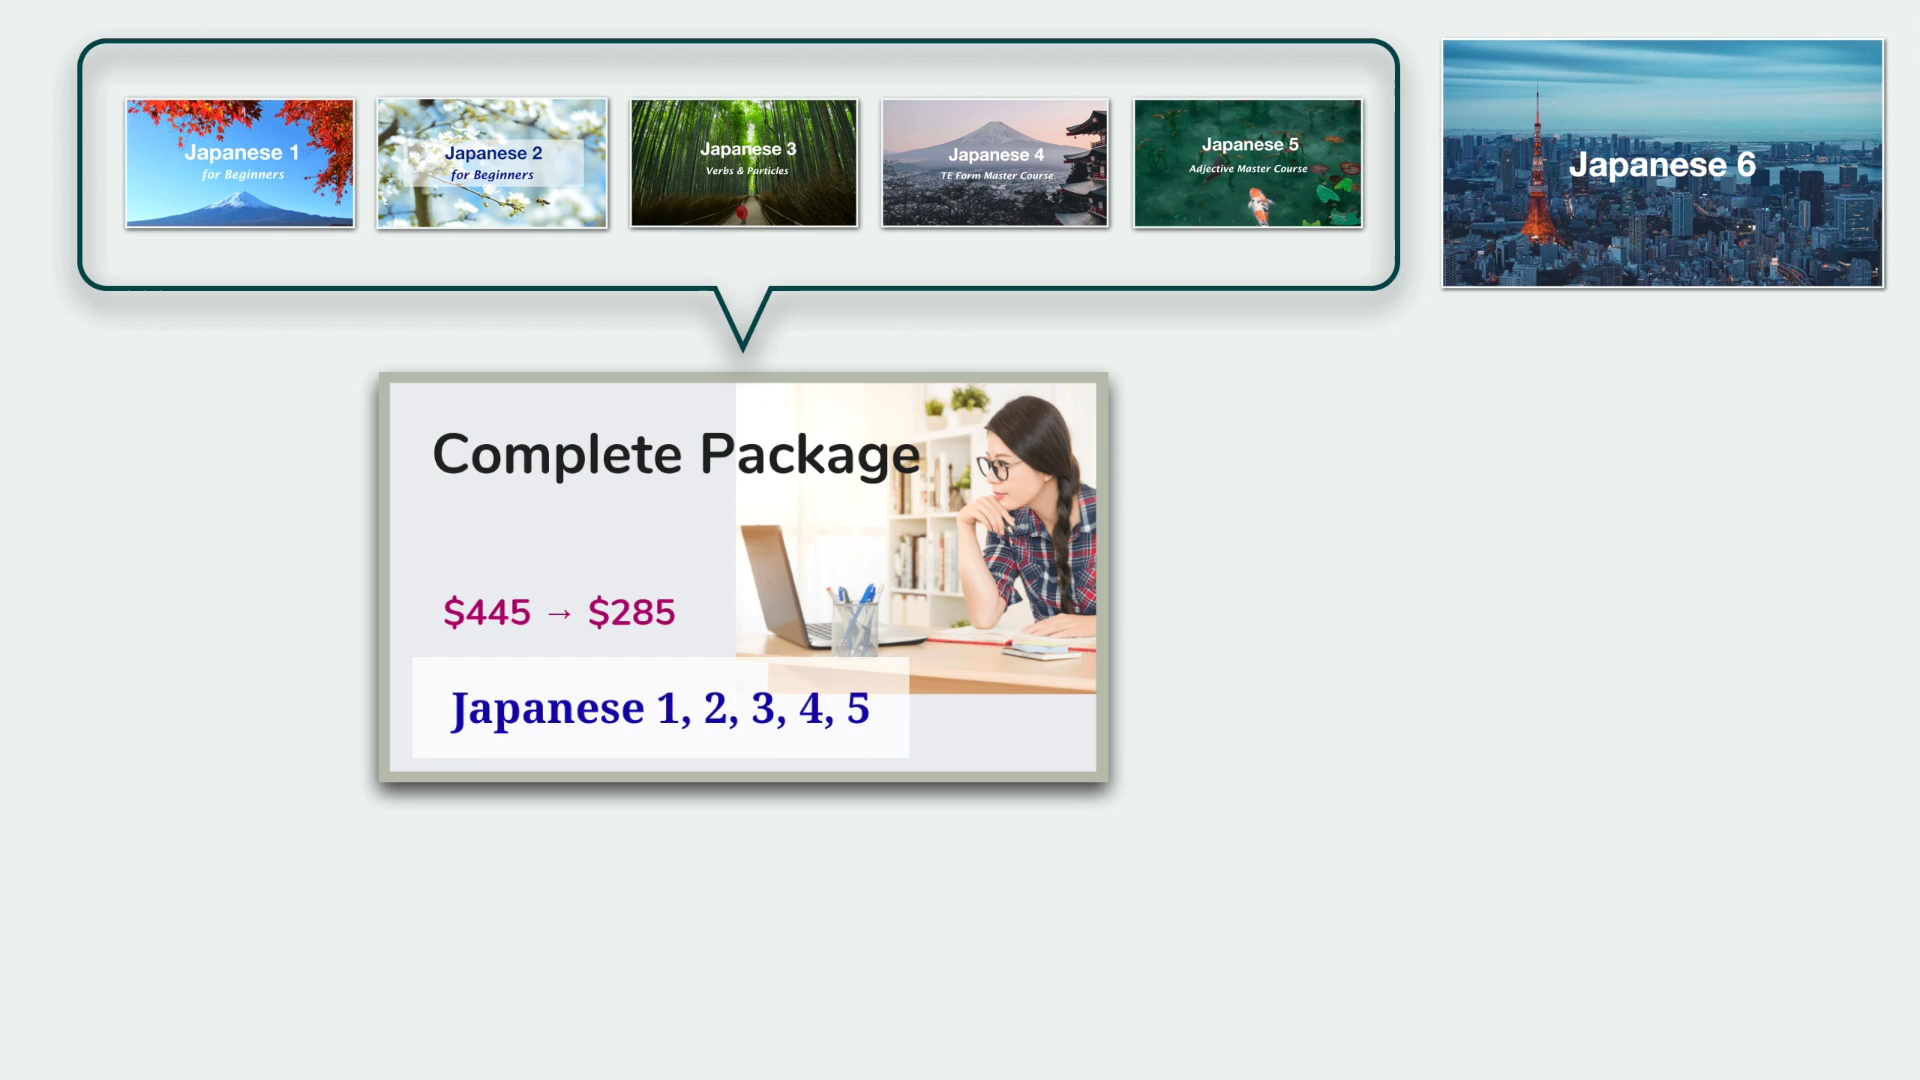 Japanese 1
for Beginners
Japanese 2
for Beginners
Japanese 3
Verbs & Particles
Japanese 4
TE Form Master Course
Japanese 5
Adjective Master Course
Japanese 6
Complete Package
$445 → $285
Japanese 1, 2, 3, 4, 5